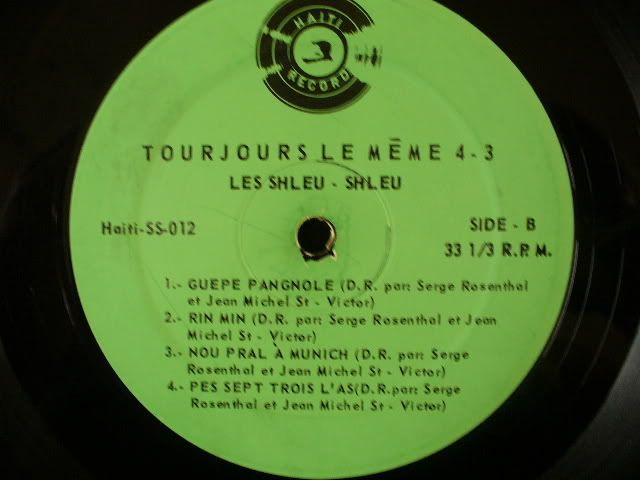 HAITI
RECORD
TOURJOURS LE MÊME 4-3
LES SHLEU - SHLEU
Haiti-SS-012
SIDE - B
33 1/3 R.P.M.
1.- GUEPE PANGNOLE (D.R. par: Serge Rosenthal
et Jean Michel St - Victor)
2.- RIN MIN (D.R. par: Serge Rosenthal et Jean
Michel St - Victor)
3.- NOU PRAL À MUNICH (D.R. par: Serge
Rosenthal et Jean Michel St - Victor)
4.- PES SEPT TROIS L'AS(D.R.par: Serge
Rosenthal et Jean Michel St - Victor)